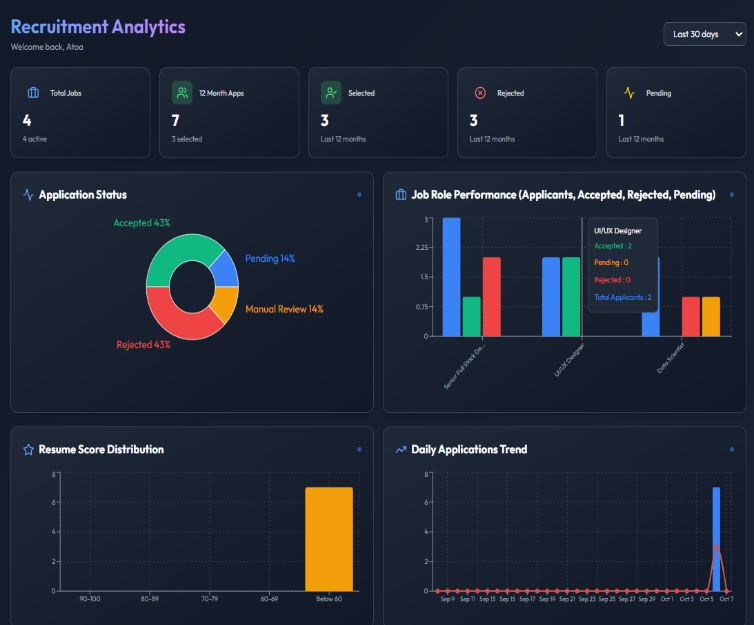 Recruitment Analytics
Welcome back, Atoa
Last 30 days
Total Jobs
4
4 active
12 Month Apps
7
3 selected
Selected
3
Last 12 months
Rejected
3
Last 12 months
Pending
1
Last 12 months
Application Status
Accepted 43%
Pending 14%
Manual Review 14%
Rejected 43%
Job Role Performance (Applicants, Accepted, Rejected, Pending)
3
2.25
1.5
0.75
0
UI/UX Designer
Accepted : 2
Pending : 0
Rejected : 0
Total Applicants : 2
Senior Full Stack De...
UI/UX Designer
Data Scientist
Resume Score Distribution
8
6
4
2
0
90-100
80-89
70-79
60-69
Below 60
Daily Applications Trend
8
6
4
2
0
Sep 9 Sep 11 Sep 13 Sep 15 Sep 17 Sep 19 Sep 21 Sep 23 Sep 25 Sep 27 Sep 29 Oct 1 Oct 3 Oct 5 Oct 7